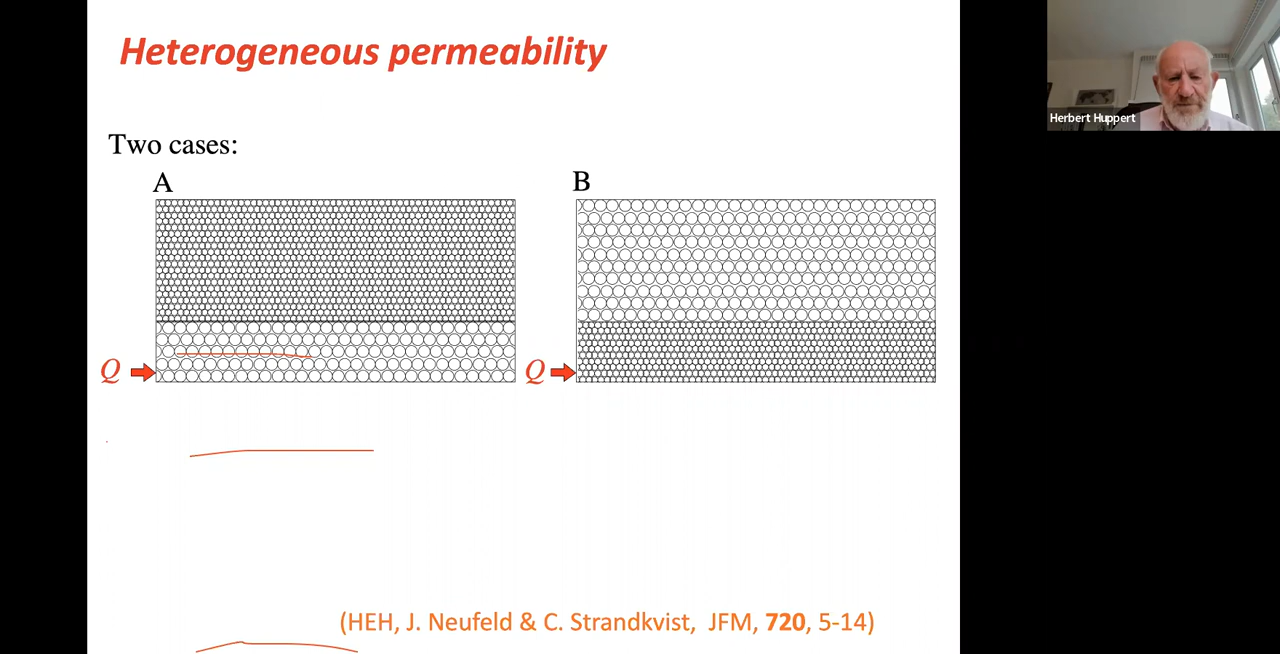 Heterogeneous permeability
Herbert Huppert
Two cases:
A
B
Q
Q
(HEH, J. Neufeld & C. Strandkvist, JFM, 720, 5-14)